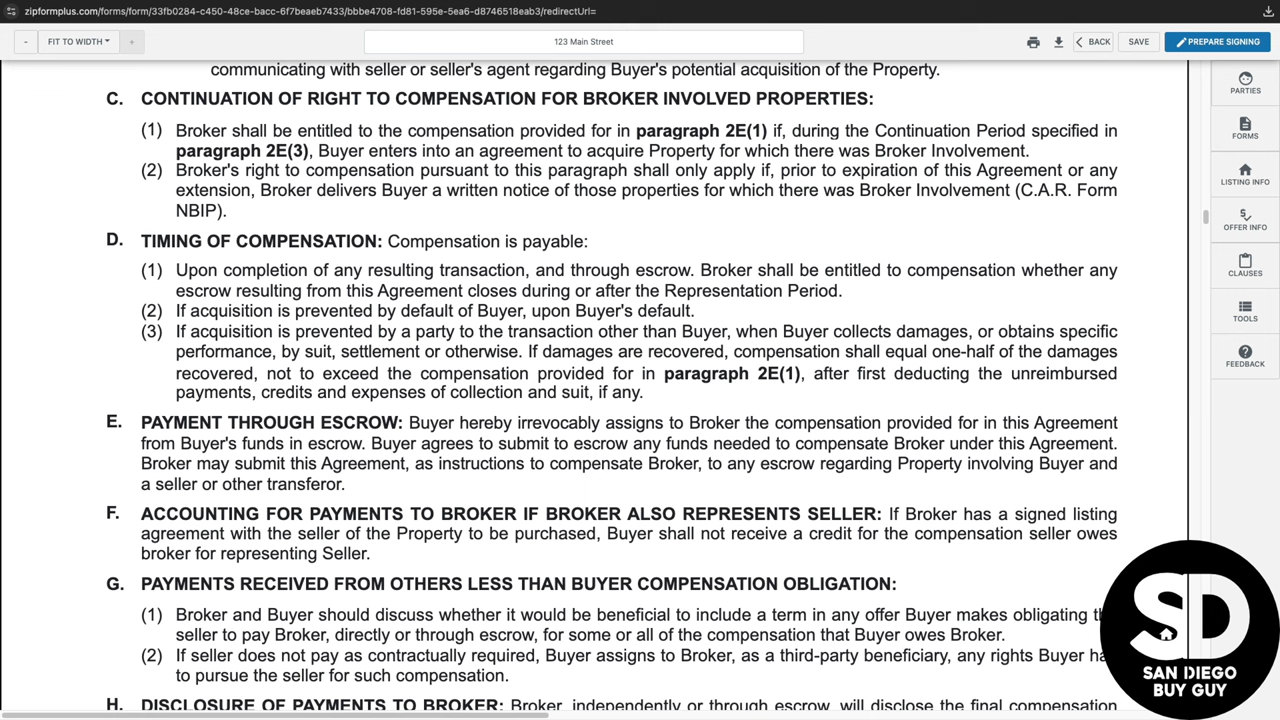 zipformplus.com/forms/form/33fb0284-c450-48ce-bacc-6f7beaeb7433/bbbe4708-fd81-595e-5ea6-d8746518eab3/redirectUrl=
- FIT TO WIDTH + 123 Main Street BACK SAVE PREPARE SIGNING
communicating with seller or seller's agent regarding Buyer's potential acquisition of the Property.
C. CONTINUATION OF RIGHT TO COMPENSATION FOR BROKER INVOLVED PROPERTIES:
(1) Broker shall be entitled to the compensation provided for in paragraph 2E(1) if, during the Continuation Period specified in
paragraph 2E(3), Buyer enters into an agreement to acquire Property for which there was Broker Involvement.
(2) Broker's right to compensation pursuant to this paragraph shall only apply if, prior to expiration of this Agreement or any
extension, Broker delivers Buyer a written notice of those properties for which there was Broker Involvement (C.A.R. Form
NBIP).
D. TIMING OF COMPENSATION: Compensation is payable:
(1) Upon completion of any resulting transaction, and through escrow. Broker shall be entitled to compensation whether any
escrow resulting from this Agreement closes during or after the Representation Period.
(2) If acquisition is prevented by default of Buyer, upon Buyer's default.
(3) If acquisition is prevented by a party to the transaction other than Buyer, when Buyer collects damages, or obtains specific
performance, by suit, settlement or otherwise. If damages are recovered, compensation shall equal one-half of the damages
recovered, not to exceed the compensation provided for in paragraph 2E(1), after first deducting the unreimbursed
payments, credits and expenses of collection and suit, if any.
E. PAYMENT THROUGH ESCROW: Buyer hereby irrevocably assigns to Broker the compensation provided for in this Agreement
from Buyer's funds in escrow. Buyer agrees to submit to escrow any funds needed to compensate Broker under this Agreement.
Broker may submit this Agreement, as instructions to compensate Broker, to any escrow regarding Property involving Buyer and
a seller or other transferor.
F. ACCOUNTING FOR PAYMENTS TO BROKER IF BROKER ALSO REPRESENTS SELLER: If Broker has a signed listing
agreement with the seller of the Property to be purchased, Buyer shall not receive a credit for the compensation seller owes
broker for representing Seller.
G. PAYMENTS RECEIVED FROM OTHERS LESS THAN BUYER COMPENSATION OBLIGATION:
(1) Broker and Buyer should discuss whether it would be beneficial to include a term in any offer Buyer makes obligating
seller to pay Broker, directly or through escrow, for some or all of the compensation that Buyer owes Broker.
(2) If seller does not pay as contractually required, Buyer assigns to Broker, as a third-party beneficiary, any rights Buyer
to pursue the seller for such compensation.
H. DISCLOSURE OF PAYMENTS TO BROKER: Broker, independently or through escrow, will disclose the final compensation
PARTIES
FORMS
LISTING INFO
OFFER INFO
CLAUSES
TOOLS
FEEDBACK
SD
SAN DIEGO
BUY GUY